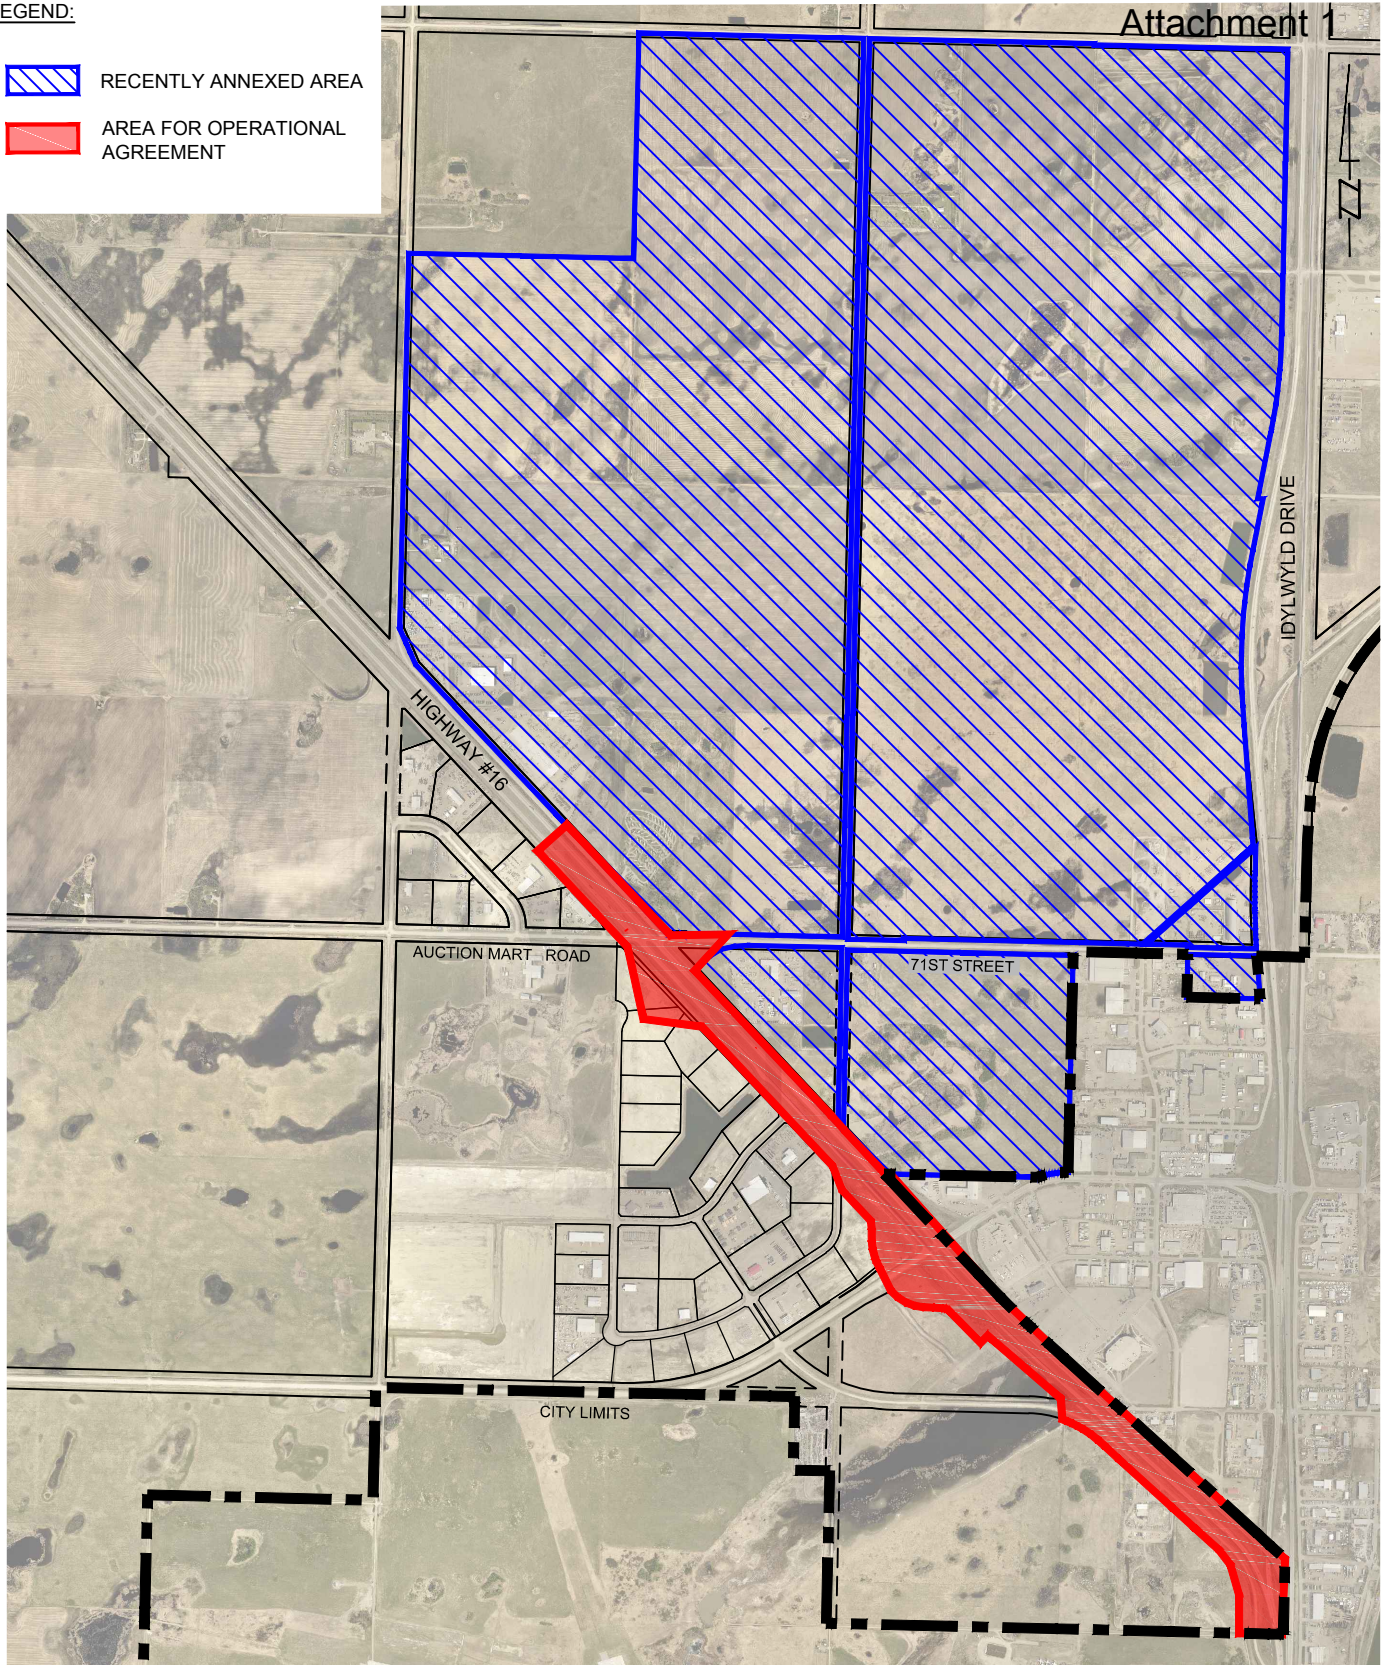 EGEND:
Attachment 1
RECENTLY ANNEXED AREA
AREA FOR OPERATIONAL
AGREEMENT
IDYLWYLD DRIVE
HIGHWAY #16
AUCTION MART ROAD
71ST STREET
CITY LIMITS